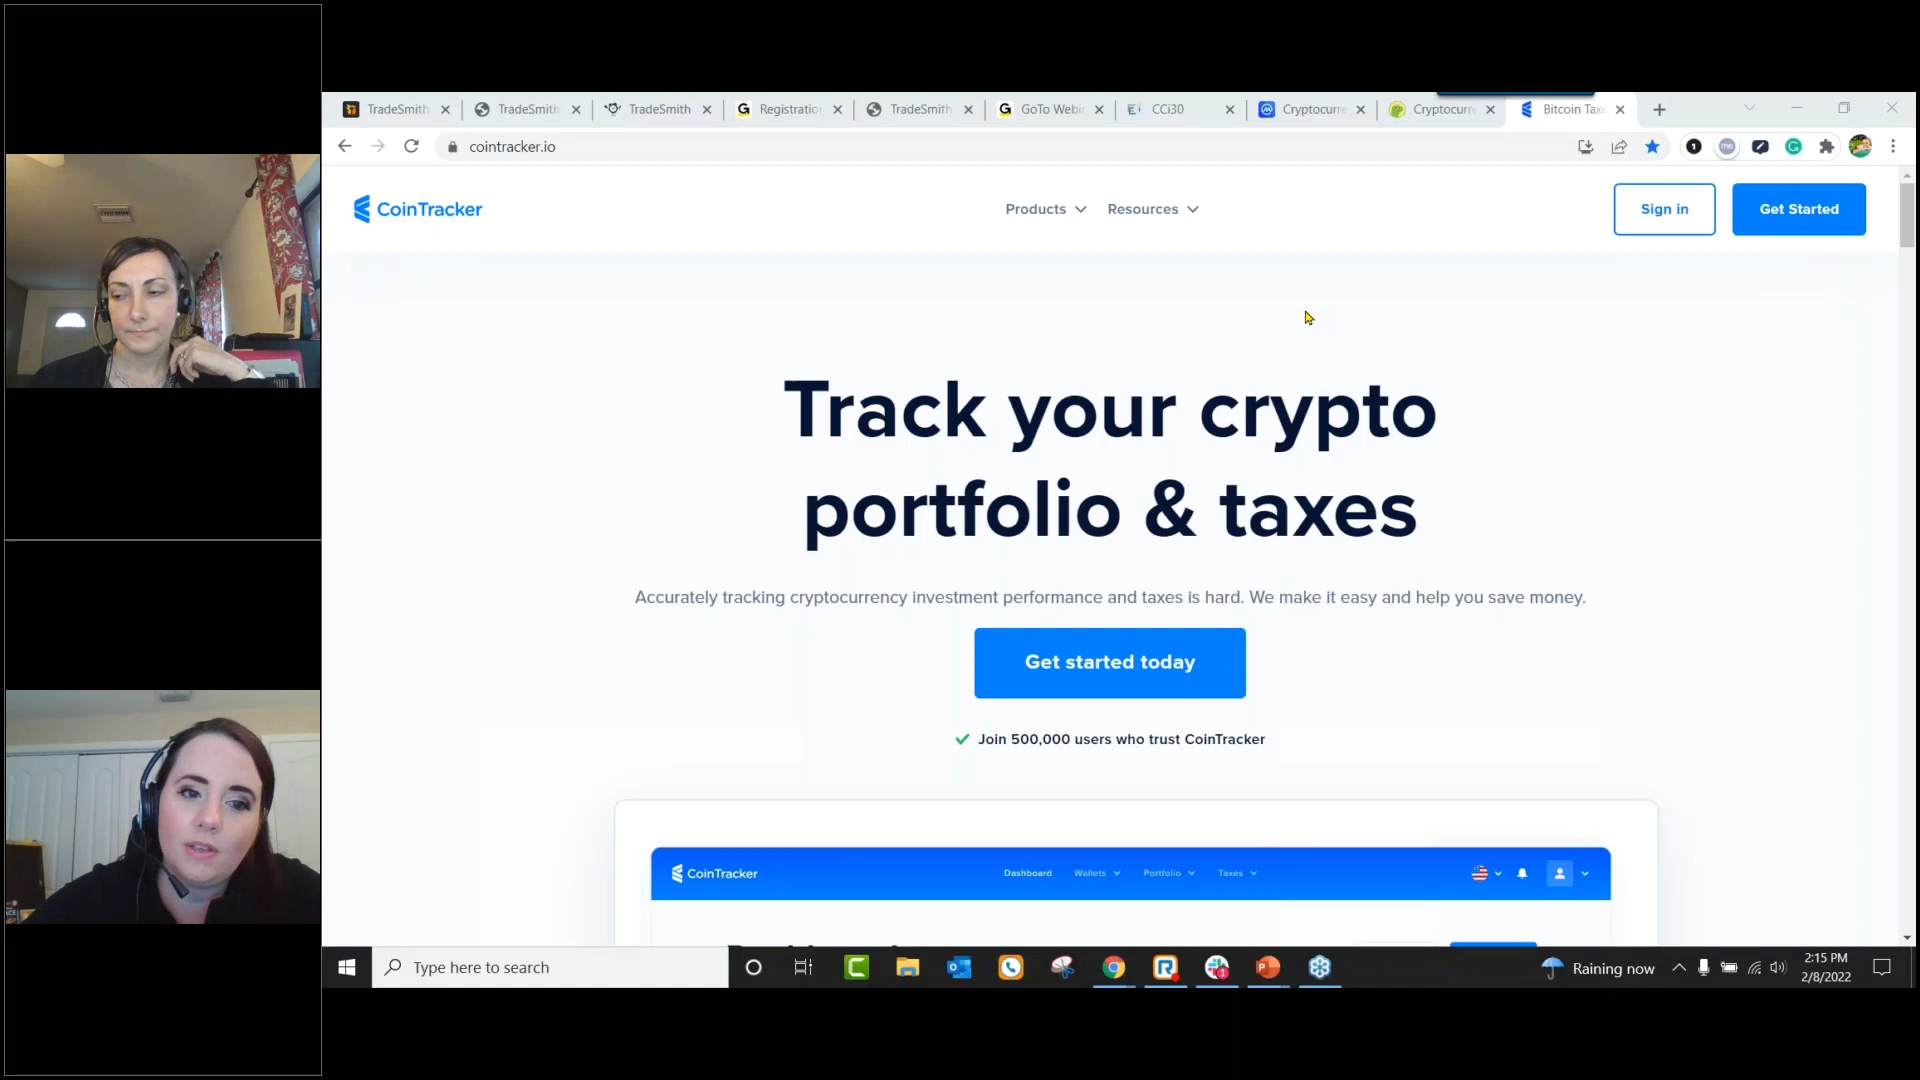 TradeSmith
TradeSmith
TradeSmith
Registration
TradeSmith
GoTo Webi
CCi30
Cryptocurre
Cryptocurre
Bitcoin Taxe
cointracker.io
CoinTracker
Products
Resources
Sign in
Get Started
Track your crypto
portfolio & taxes
Accurately tracking cryptocurrency investment performance and taxes is hard. We make it easy and help you save money.
Get started today
Join 500,000 users who trust CoinTracker
CoinTracker
Dashboard
Wallets
Portfolio
Taxes
Type here to search
Raining now
2:15 PM
2/8/2022